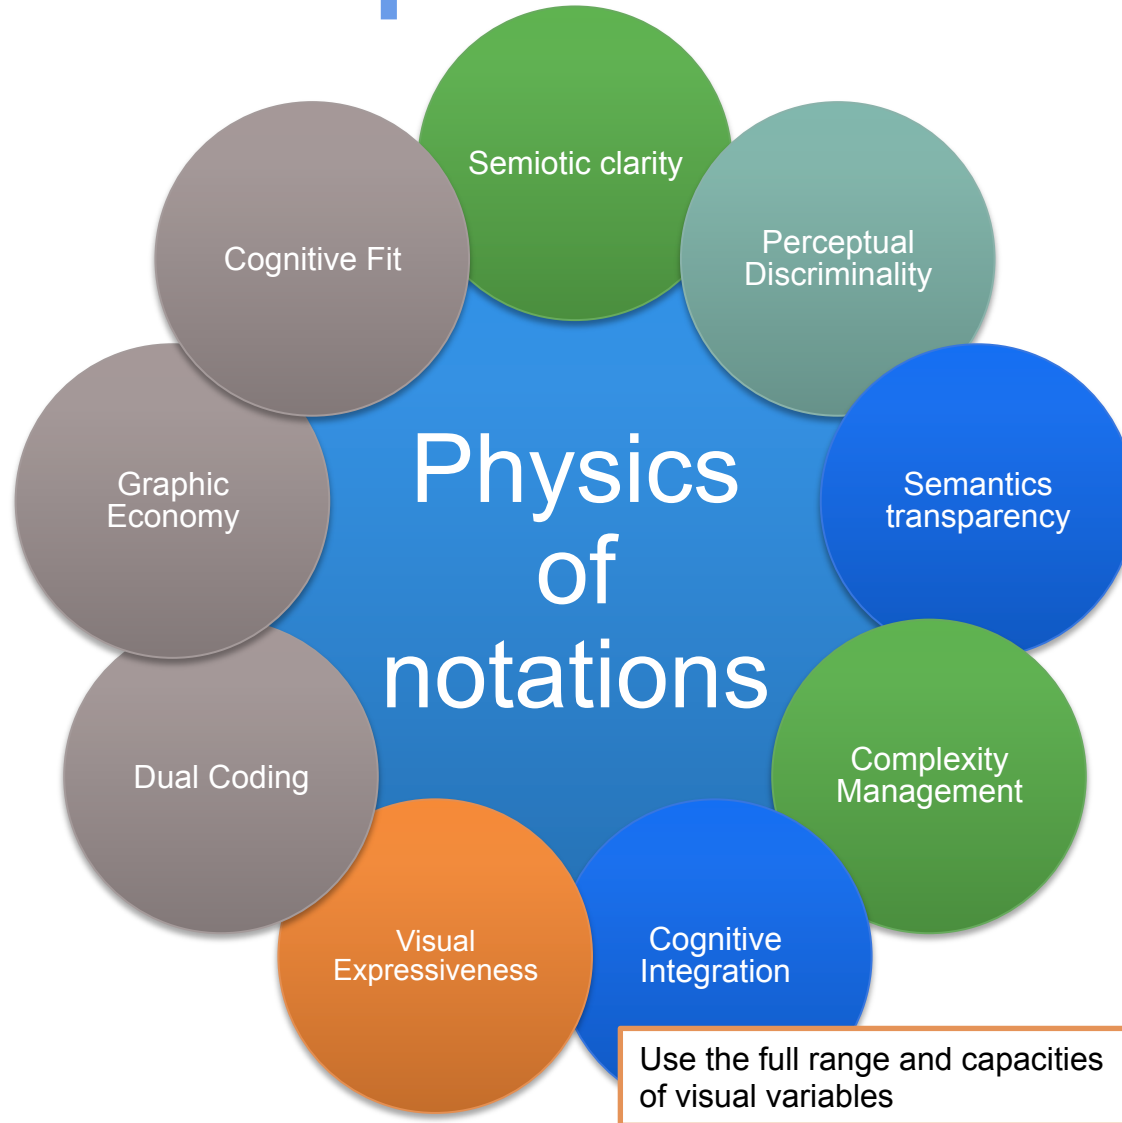 Semiotic clarity
Perceptual
Discriminality
Semantics
transparency
Complexity
Management
Cognitive
Integration
Visual
Expressiveness
Dual Coding
Graphic
Economy
Cognitive Fit
Physics
of
notations
Use the full range and capacities
of visual variables